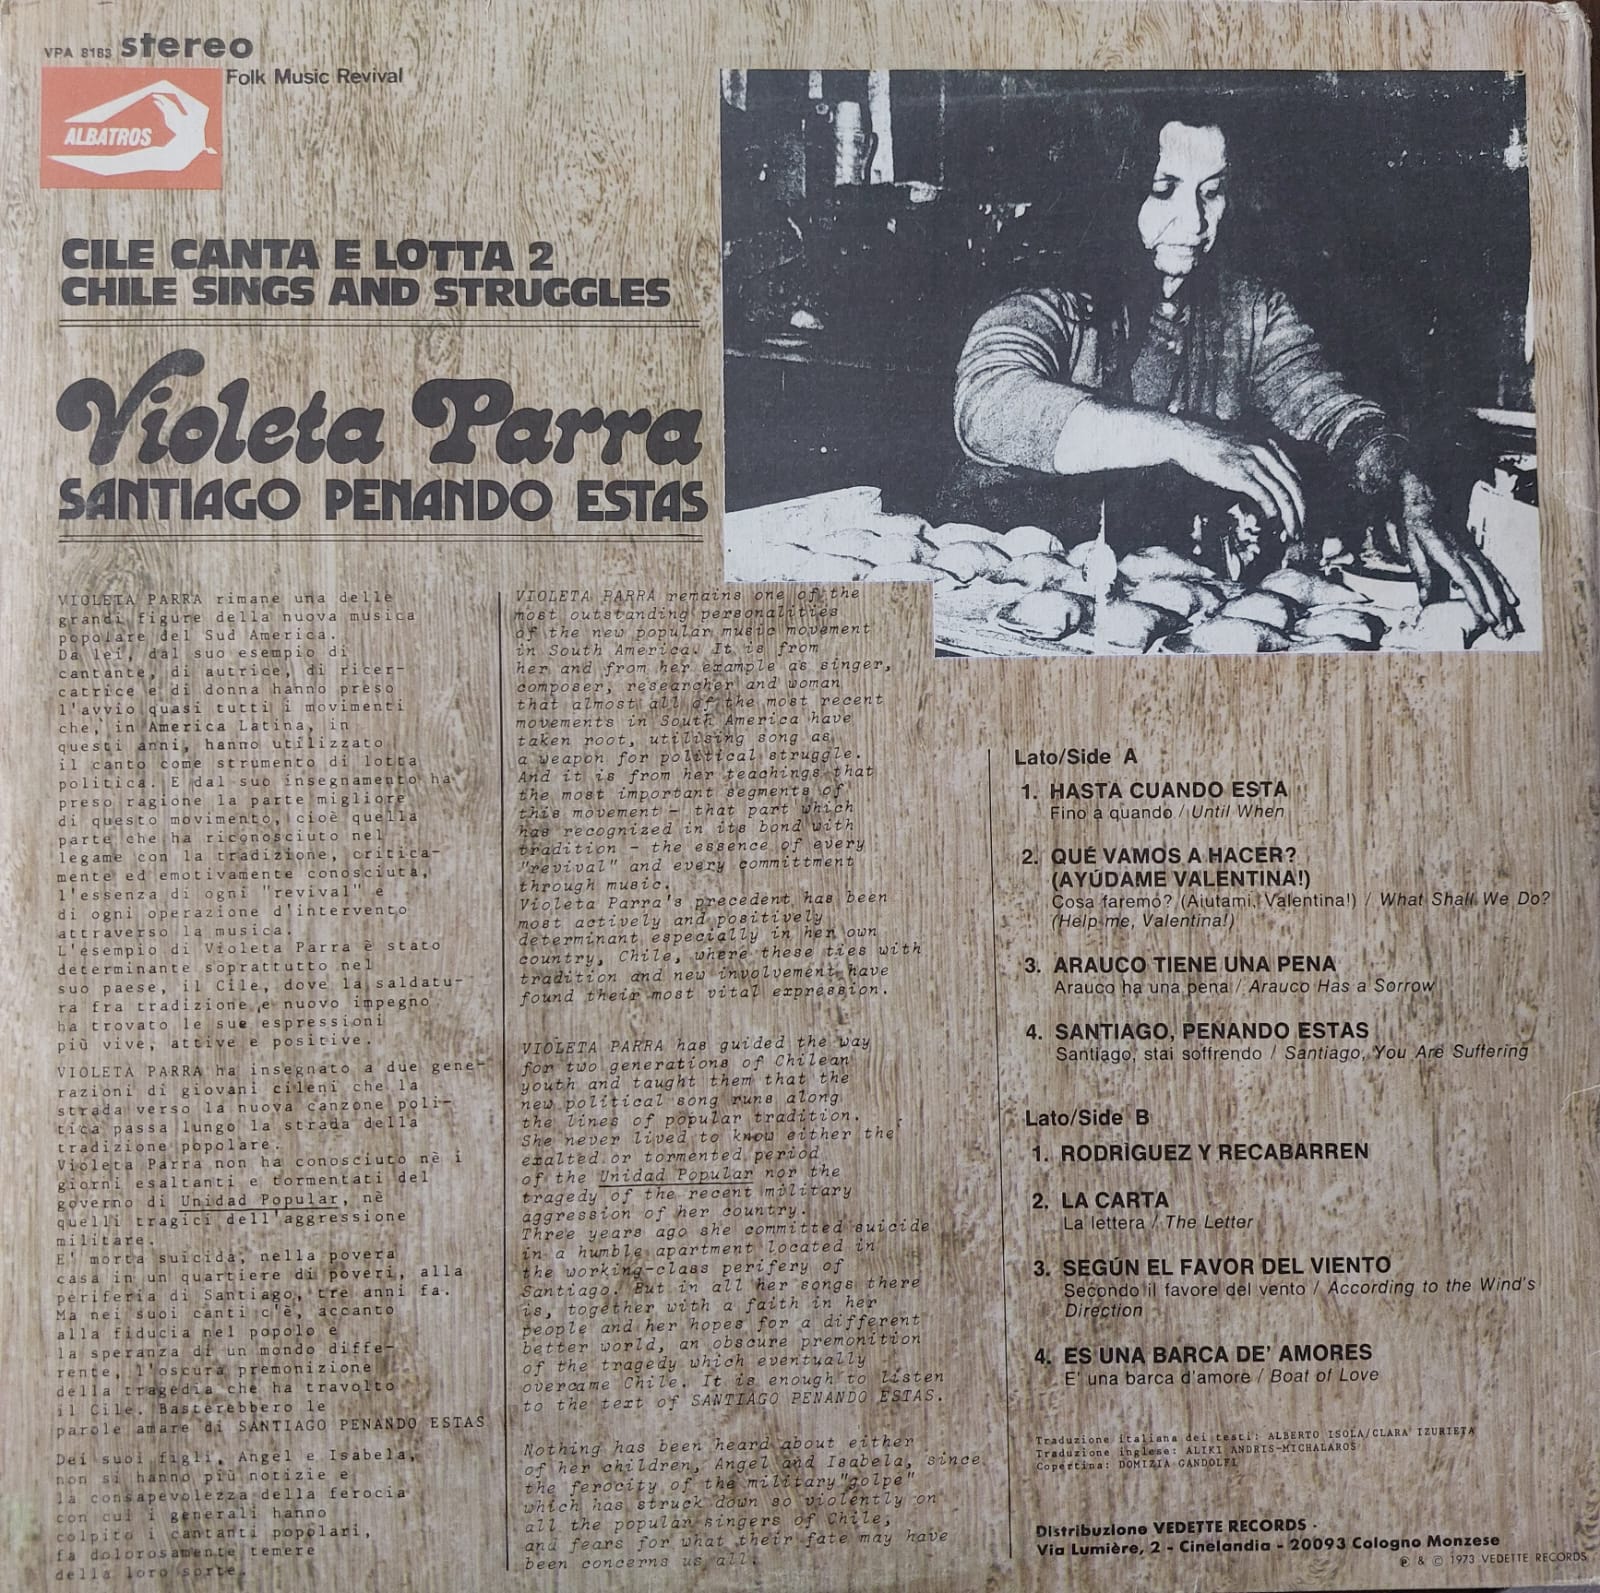 VPA 8183 stereo
Folk Music Revival
ALBATROS
CILE CANTA E LOTTA 2
CHILE SINGS AND STRUGGLES
Violeta Parra
SANTIAGO PENANDO ESTAS
VIOLETA PARRA rimane una delle
grandi figure della nuova musica
popolare del Sud America.
Da lei, dal suo esempio di
cantante, di autrice, di ricer-
catrice e di donna hanno preso
l'avvio quasi tutti i movimenti
che, in America Latina, in
questi anni, hanno utilizzato
il canto come strumento di lotta
politica. E dal suo insegnamento ha
preso ragione la parte migliore
di questo movimento, cioè quella
parte che ha riconosciuto nel
legame con la tradizione, critica-
mente ed emotivamente conosciuta,
l'essenza di ogni "revival" e
di ogni operazione d'intervento
attraverso la musica.
L'esempio di Violeta Parra è stato
determinante soprattutto nel
suo paese, il Cile, dove la saldatu-
ra fra tradizione e nuovo impegno
ha trovato le sue espressioni
più vive, attive e positive.
VIOLETA PARRA ha insegnato a due gene-
razioni di giovani cileni che la
strada verso la nuova canzone poli-
tica passa lungo la strada della
tradizione popolare.
Violeta Parra non ha conosciuto nè i
giorni esaltanti e tormentati del
governo di Unidad Popular, nè
quelli tragici dell'aggressione
militare.
E' morta suicida, nella povera
casa in un quartiere di poveri, alla
periferia di Santiago, tre anni fa.
Ma nei suoi canti c'è, accanto
alla fiducia nel popolo e
la speranza di un mondo diffe-
rente, l'oscura premonizione
della tragedia che ha travolto
il Cile. Basterebbero le
parole amare di SANTIAGO PENANDO ESTAS
Dei suoi figli, Angel e Isabela,
non si hanno più notizie e
la consapevolezza della ferocia
con cui i generali hanno
colpito i cantanti popolari,
fa dolorosamente temere
della loro sorte.
VIOLETA PARRA remains one of the
most outstanding personalities
of the new popular music movement
in South America. It is from
her and from her example as singer,
composer, researcher and woman
that almost all of the most recent
movements in South America have
taken root, utilising song as
a weapon for political struggle.
And it is from her teachings that
the most important segments of
this movement - that part which
has recognized in its bond with
tradition - the essence of every
"revival" and every committment
through music.
Violeta Parra's precedent has been
most actively and positively
determinant especially in her own
country, Chile, where these ties with
tradition and new involvement have
found their most vital expression.
VIOLETA PARRA has guided the way
for two generations of Chilean
youth and taught them that the
new political song runs along
the lines of popular tradition.
She never lived to know either the
exalted or tormented period
of the Unidad Popular nor the
tragedy of the recent military
aggression of her country.
Three years ago she committed suicide
in a humble apartment located in
the working-class perifery of
Santiago. But in all her songs there
is, together with a faith in her
people and her hopes for a different
better world, an obscure premonition
of the tragedy which eventually
overcame Chile. It is enough to listen
to the text of SANTIAGO PENANDO ESTAS.
Nothing has been heard about either
of her children, Angel and Isabela, since
the ferocity of the military "golpe"
which has struck down so violently on
all the popular singers of Chile,
and fears for what their fate may have
been concerns us all.
Lato/Side A
1. HASTA CUANDO ESTA
Fino a quando / Until When
2. QUÉ VAMOS A HACER?
(AYÚDAME VALENTINA!)
Cosa faremo? (Aiutami, Valentina!) / What Shall We Do?
(Help me, Valentina!)
3. ARAUCO TIENE UNA PENA
Arauco ha una pena / Arauco Has a Sorrow
4. SANTIAGO, PENANDO ESTAS
Santiago, stai soffrendo / Santiago, You Are Suffering
Lato/Side B
1. RODRÌGUEZ Y RECABARREN
2. LA CARTA
La lettera / The Letter
3. SEGÚN EL FAVOR DEL VIENTO
Secondo il favore del vento / According to the Wind's
Direction
4. ES UNA BARCA DE' AMORES
E' una barca d'amore / Boat of Love
Traduzione italiana dei testi: ALBERTO ISOLA/CLARA IZURIETA
Traduzione inglese: ALIKI ANDRIS-MICHALAROS
Copertina: DOMIZIA GANDOLFI
Distribuzione VEDETTE RECORDS -
Via Lumière, 2 - Cinelandia - 20093 Cologno Monzese
℗ & © 1973 VEDETTE RECORDS